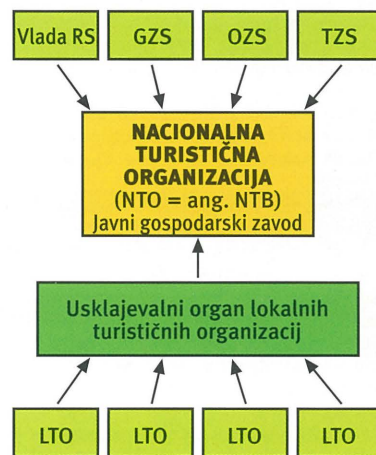 Vlada RS
GZS
OZS
TZS
NACIONALNA
TURISTIČNA
ORGANIZACIJA
(NTO = ang. NTB)
Javni gospodarski zavod
Usklajevalni organ lokalnih
turističnih organizacij
LTO
LTO
LTO
LTO